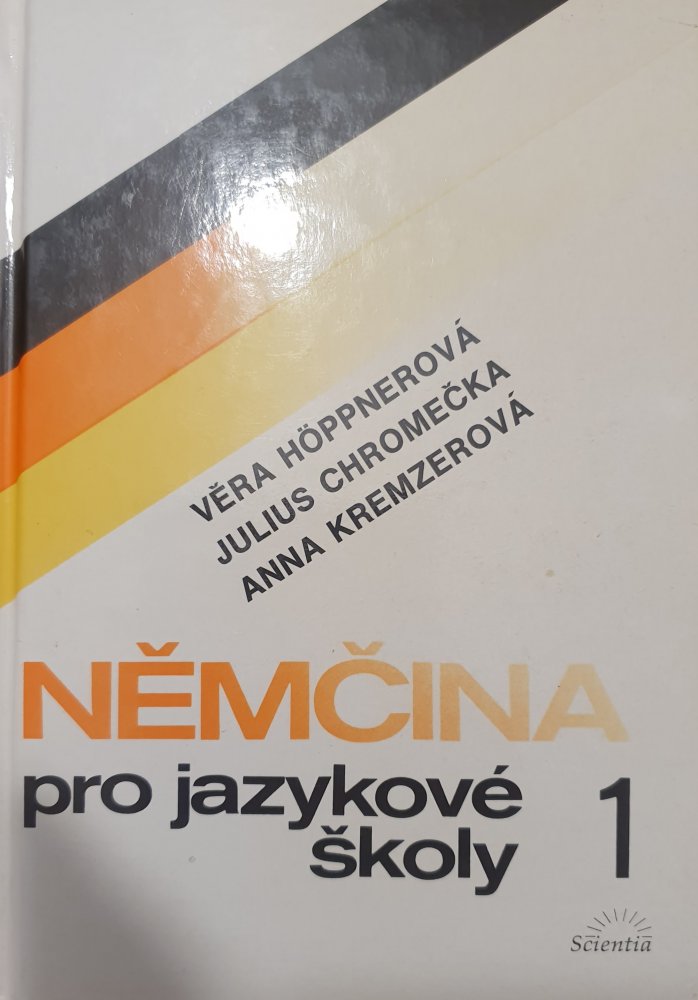 VĚRA HÖPPNEROVÁ
JULIUS CHROMEČKA
ANNA KREMZEROVÁ
NĚMČINA
pro jazykové
školy 1
Scientia